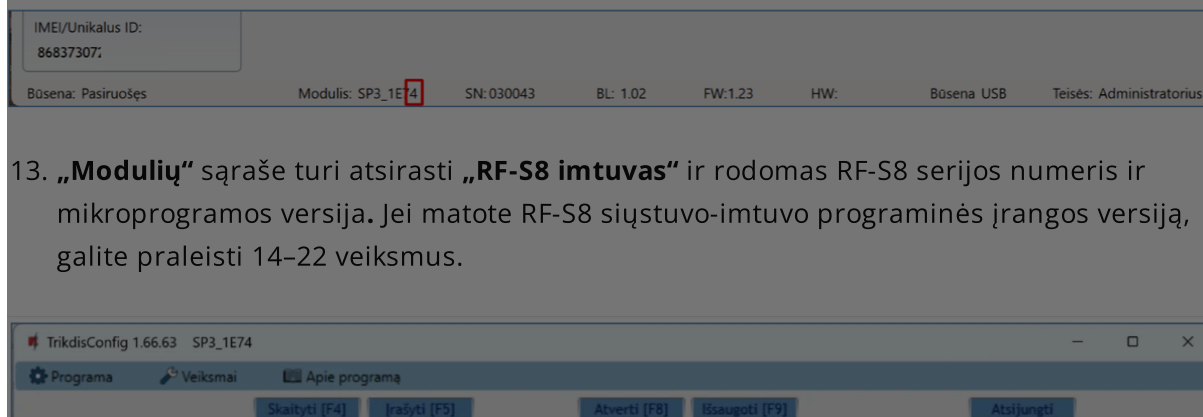 IMEI/Unikalus ID:
868373072
Būsena: Pasiruošęs Modulis: SP3_1E74 SN: 030043 BL: 1.02 FW:1.23 HW: Būsena USB Teisės: Administratorius
13. „Modulių“ sąraše turi atsirasti „RF-S8 imtuvas“ ir rodomas RF-S8 serijos numeris ir
mikroprogramos versija. Jei matote RF-S8 siųstuvo-imtuvo programinės įrangos versiją,
galite praleisti 14–22 veiksmus.
TrikdisConfig 1.66.63 SP3_1E74
Programa Veiksmai Apie programą
Skaityti [F4] Įrašyti [F5] Atverti [F8] Išsaugoti [F9] Atsijungti